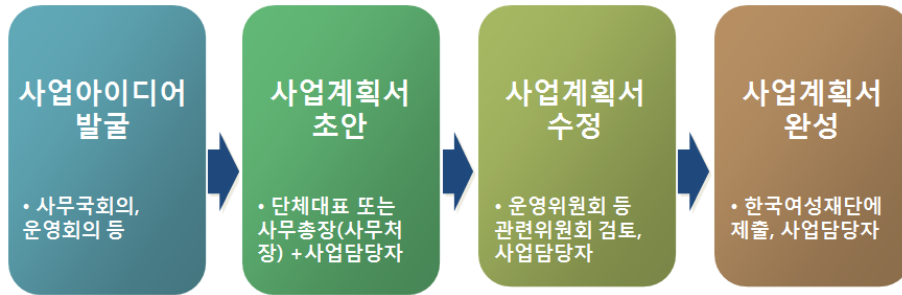 사업아이디어
발굴
• 사무국회의,
운영회의 등
사업계획서
초안
• 단체대표 또는
사무총장(사무처
장) +사업담당자
사업계획서
수정
• 운영위원회 등
관련위원회 검토,
사업담당자
사업계획서
완성
• 한국여성재단에
제출, 사업담당자